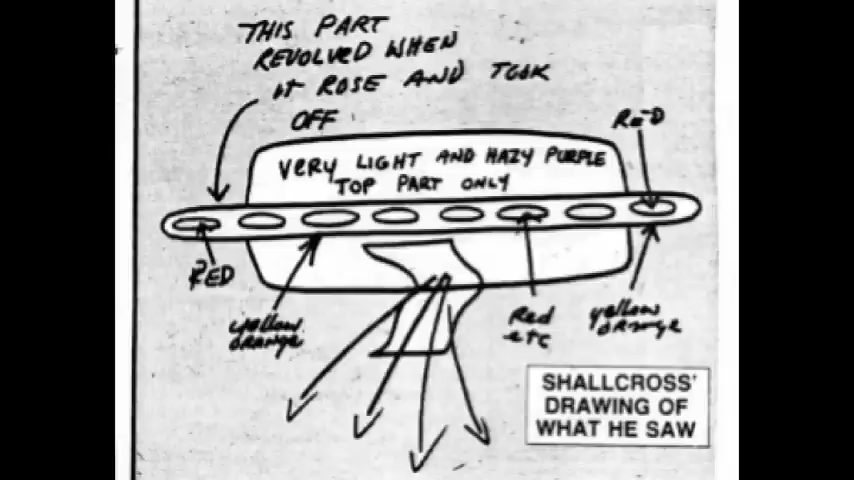 THIS PART
REVOLVED WHEN
it ROSE AND TOOK
OFF
RED
VERY LIGHT AND HAZY PURPLE
TOP PART ONLY
RED
yellow
orange
Red
etc
yellow
orange
SHALLCROSS'
DRAWING OF
WHAT HE SAW